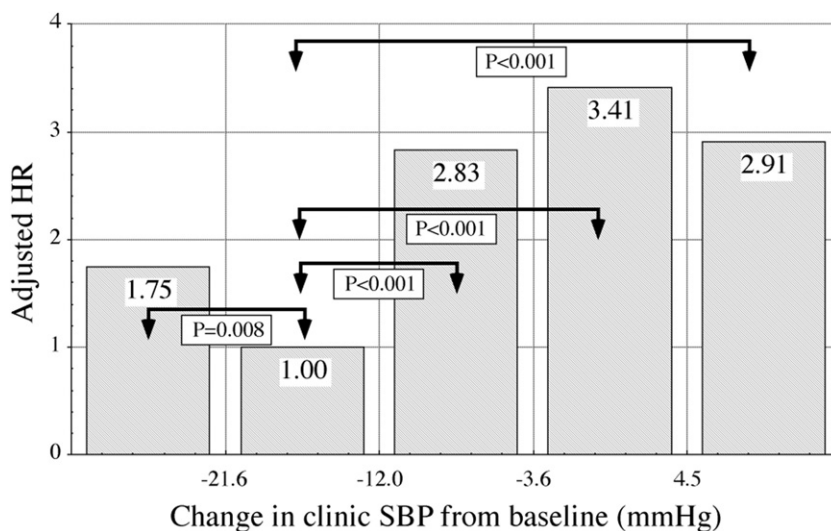 4
P<0.001
3
3.41
2.83
2.91
Adjusted HR
2
P<0.001
1.75
P<0.001
P=0.008
1
1.00
0
-21.6 -12.0 -3.6 4.5
Change in clinic SBP from baseline (mmHg)